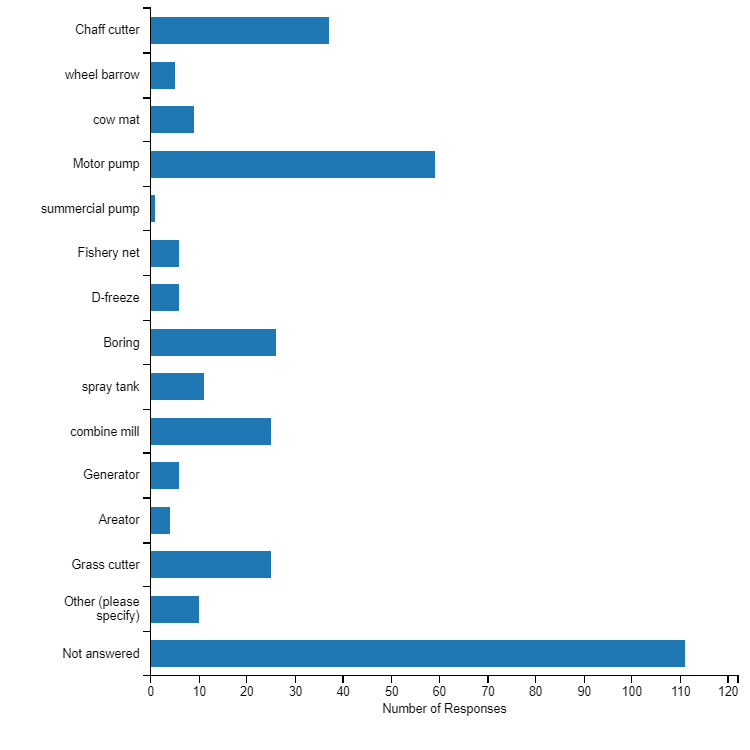 Chaff cutter
wheel barrow
cow mat
Motor pump
summercial pump
Fishery net
D-freeze
Boring
spray tank
combine mill
Generator
Areator
Grass cutter
Other (please
specify)
Not answered
0 10 20 30 40 50 60 70 80 90 100 110 120
Number of Responses